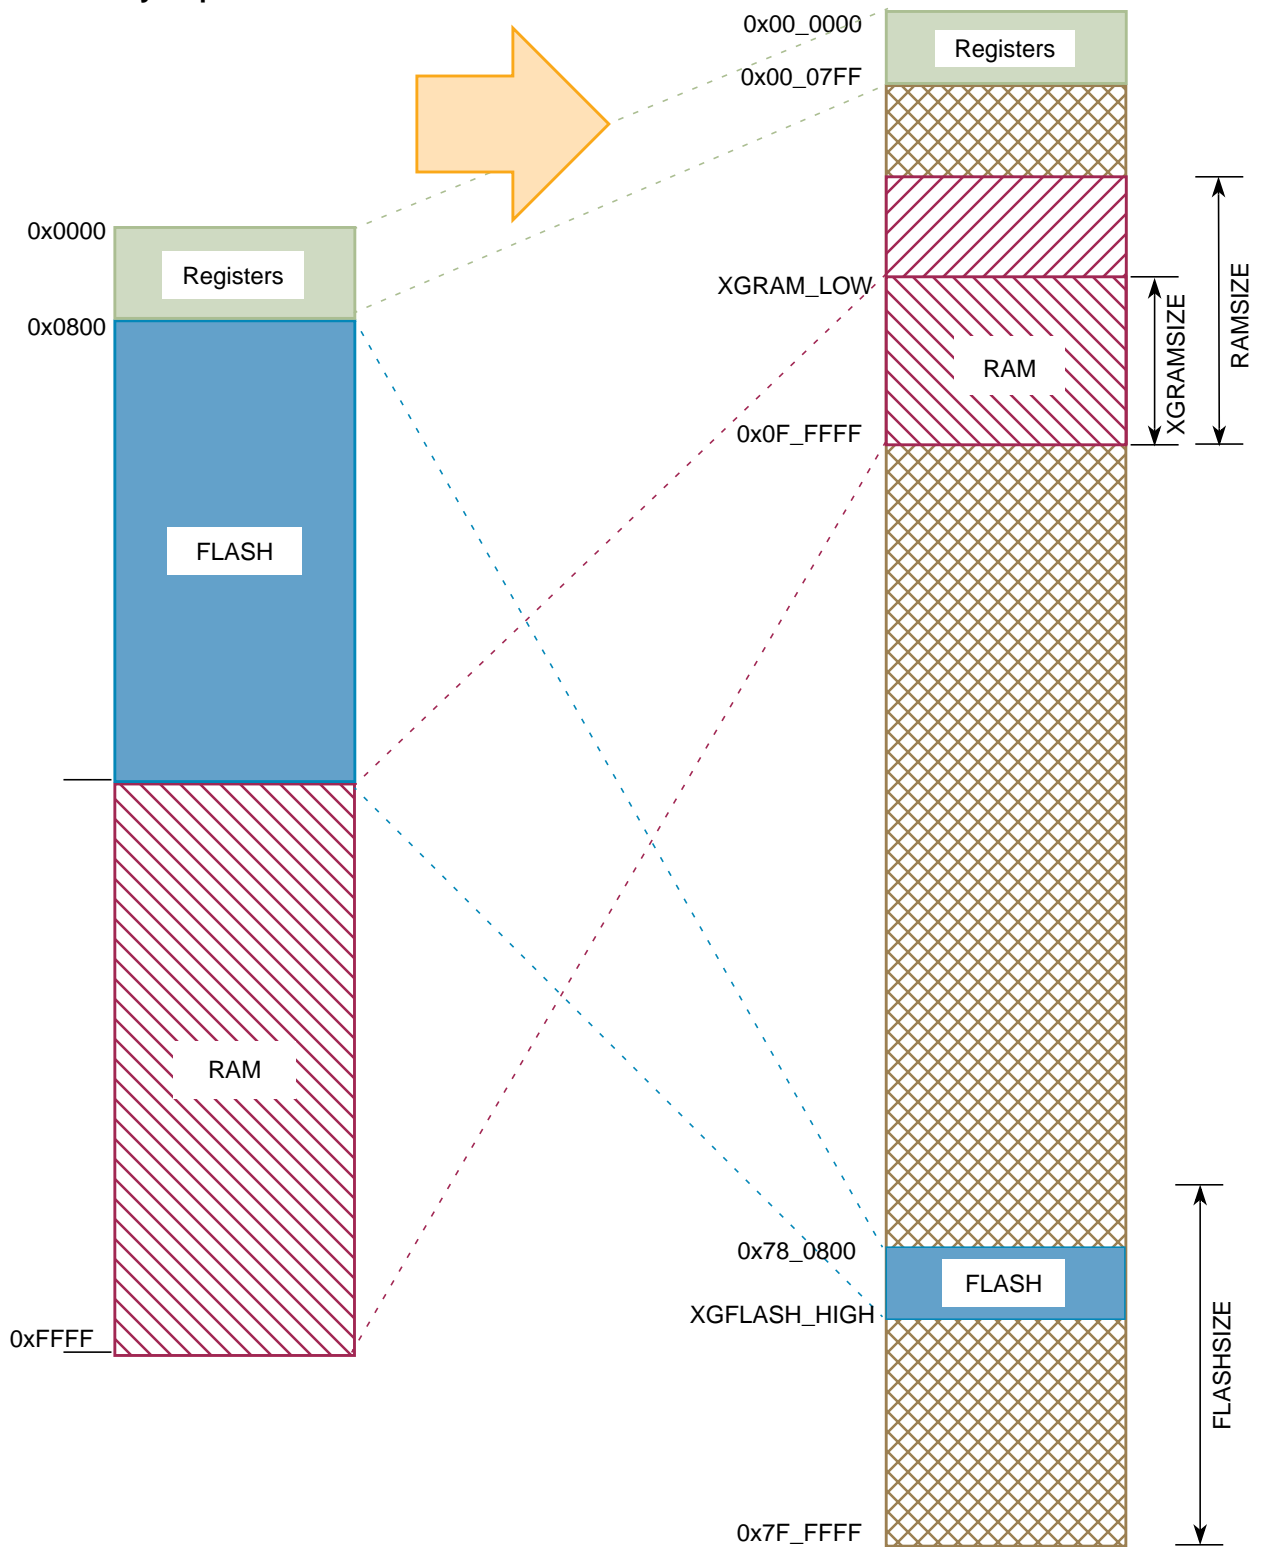 0x0000
Registers
0x0800
FLASH
RAM
0xFFFF
0x00_0000
Registers
0x00_07FF
XGRAM_LOW
RAM
0x0F_FFFF
XGRAMSIZE
RAMSIZE
0x78_0800
FLASH
XGFLASH_HIGH
FLASHSIZE
0x7F_FFFF